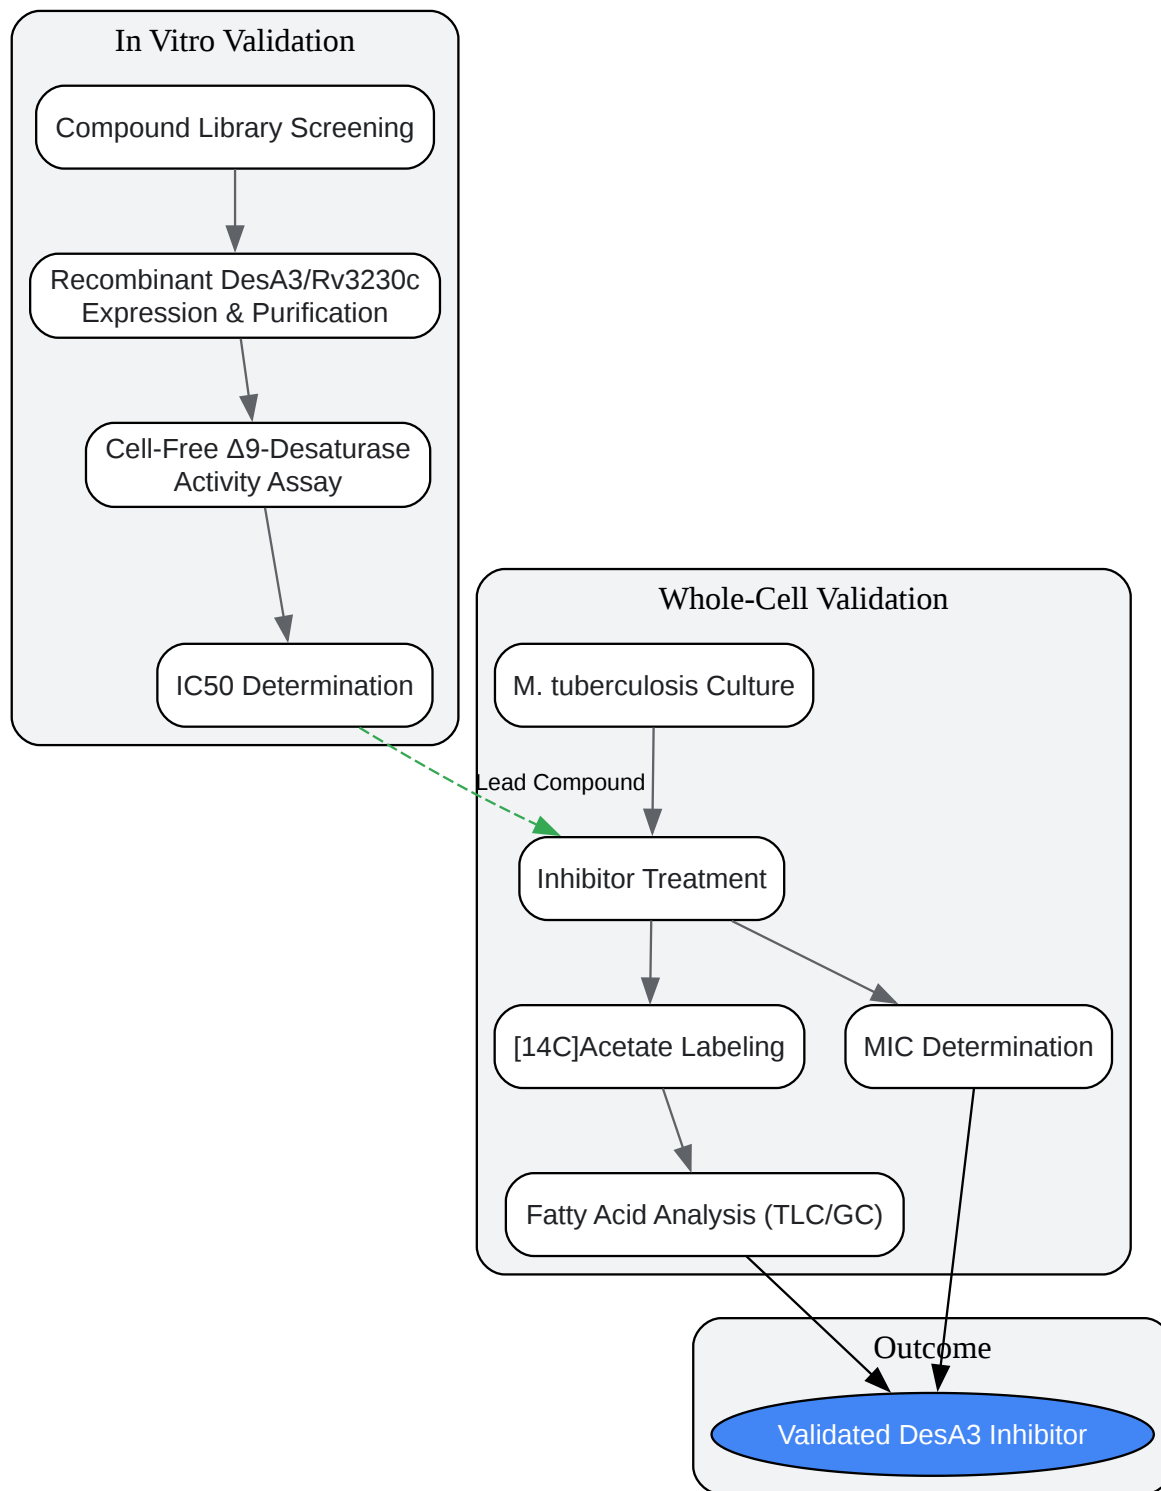 In Vitro Validation
Compound Library Screening
Recombinant DesA3/Rv3230c
Expression & Purification
Cell-Free Δ9-Desaturase
Activity Assay
IC50 Determination
Whole-Cell Validation
M. tuberculosis Culture
Lead Compound
Inhibitor Treatment
[14C]Acetate Labeling
MIC Determination
Fatty Acid Analysis (TLC/GC)
Outcome
Validated DesA3 Inhibitor